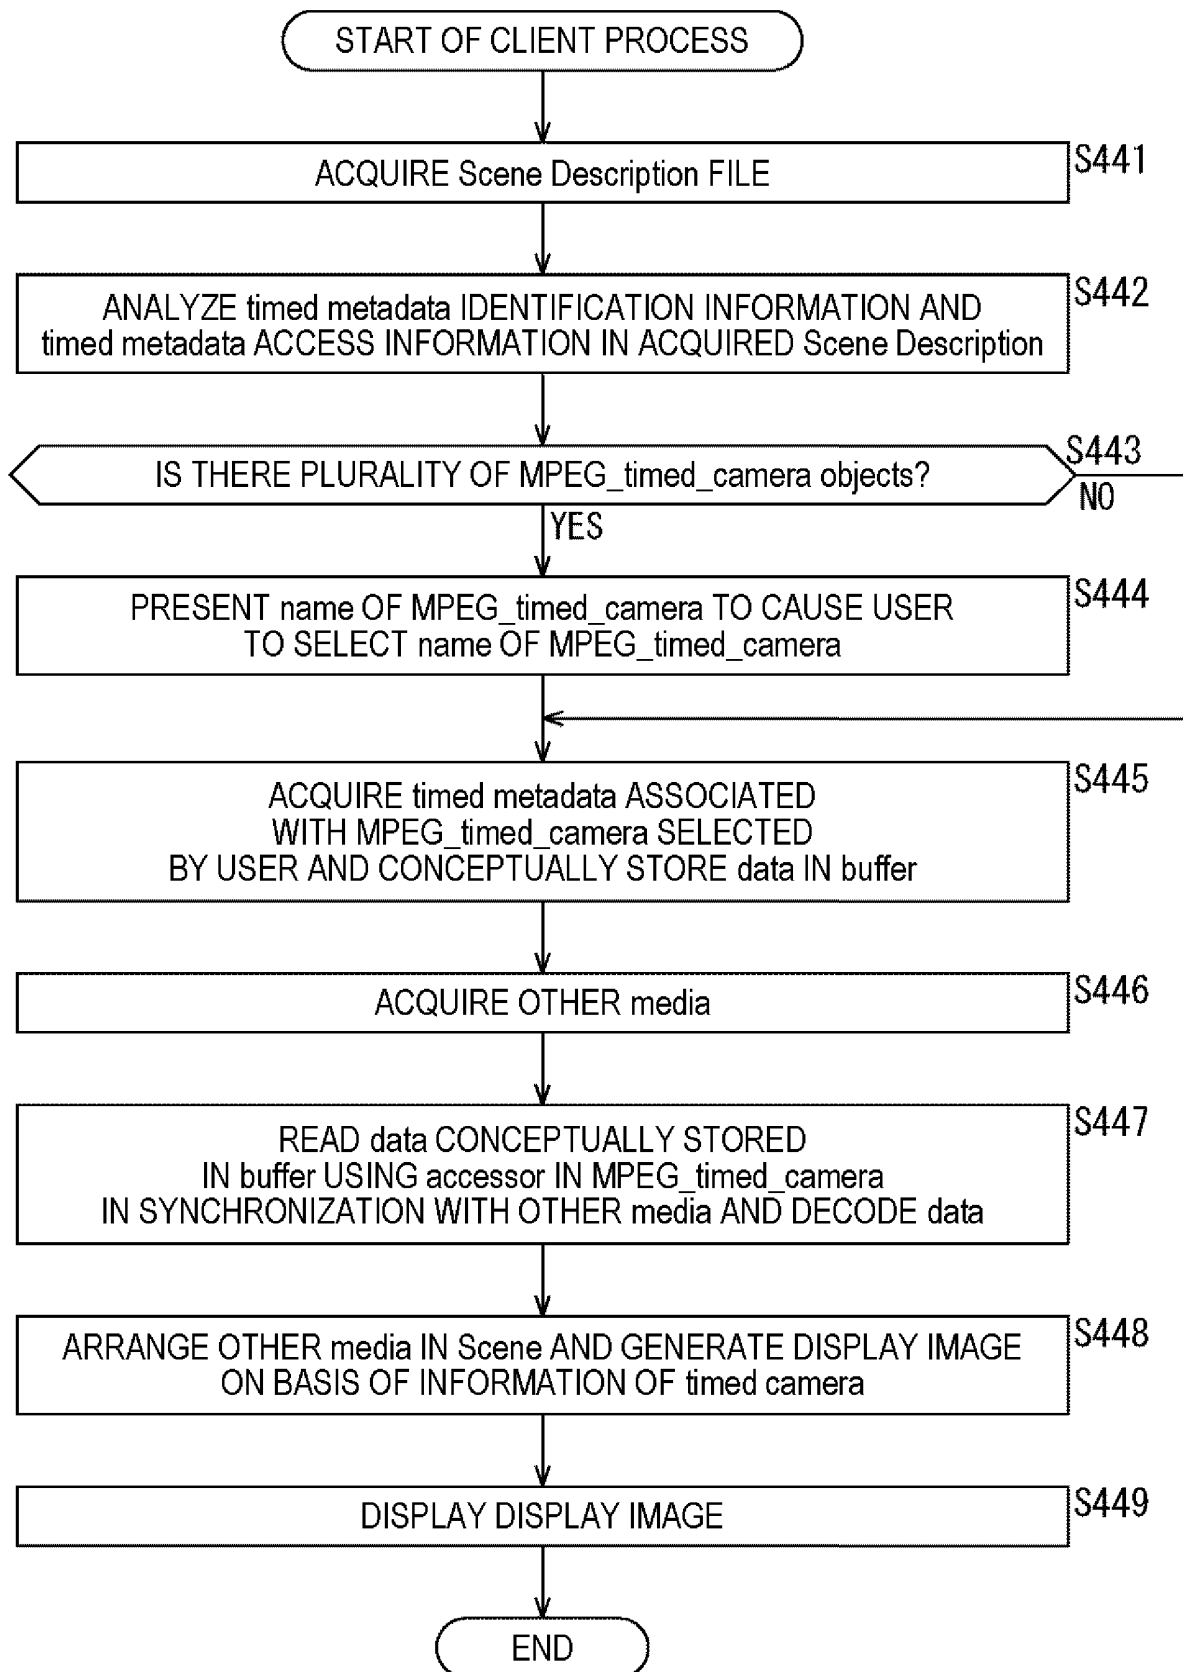 START OF CLIENT PROCESS
S441
ACQUIRE Scene Description FILE
S442
ANALYZE timed metadata IDENTIFICATION INFORMATION AND
timed metadata ACCESS INFORMATION IN ACQUIRED Scene Description
S443
IS THERE PLURALITY OF MPEG_timed_camera objects?
NO
YES
S444
PRESENT name OF MPEG_timed_camera TO CAUSE USER
TO SELECT name OF MPEG_timed_camera
S445
ACQUIRE timed metadata ASSOCIATED
WITH MPEG_timed_camera SELECTED
BY USER AND CONCEPTUALLY STORE data IN buffer
S446
ACQUIRE OTHER media
S447
READ data CONCEPTUALLY STORED
IN buffer USING accessor IN MPEG_timed_camera
IN SYNCHRONIZATION WITH OTHER media AND DECODE data
S448
ARRANGE OTHER media IN Scene AND GENERATE DISPLAY IMAGE
ON BASIS OF INFORMATION OF timed camera
S449
DISPLAY DISPLAY IMAGE
END